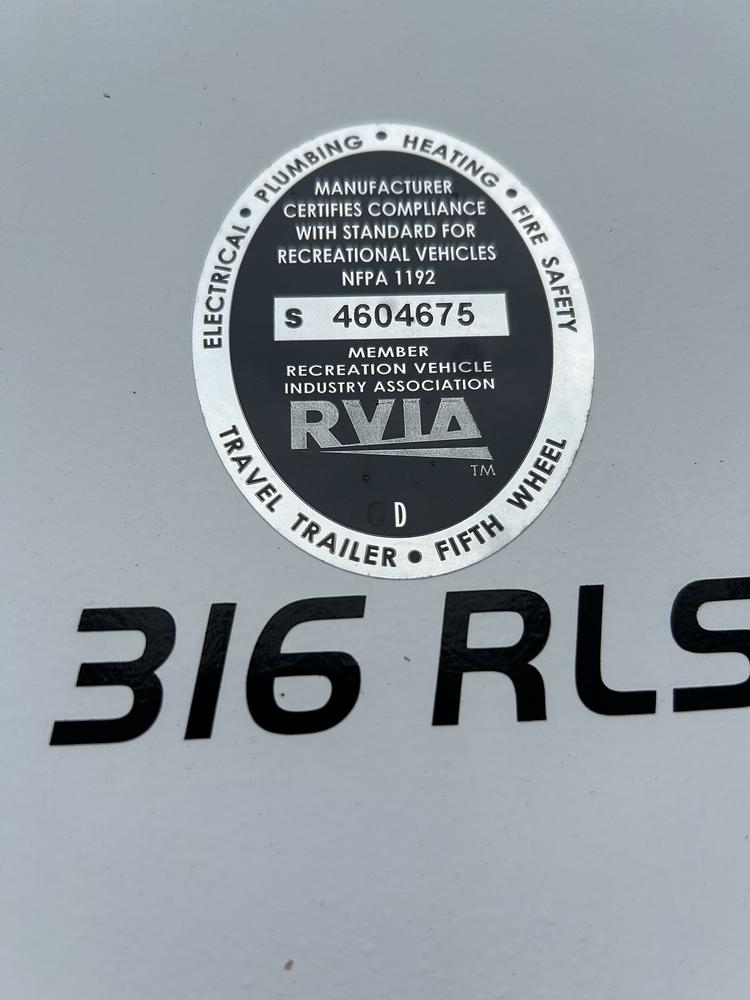 ELECTRICAL • PLUMBING • HEATING • FIRE SAFETY
MANUFACTURER
CERTIFIES COMPLIANCE
WITH STANDARD FOR
RECREATIONAL VEHICLES
NFPA 1192
S 4604675
MEMBER
RECREATION VEHICLE
INDUSTRY ASSOCIATION
RVIA
TM
D
TRAVEL TRAILER • FIFTH WHEEL
316 RLS